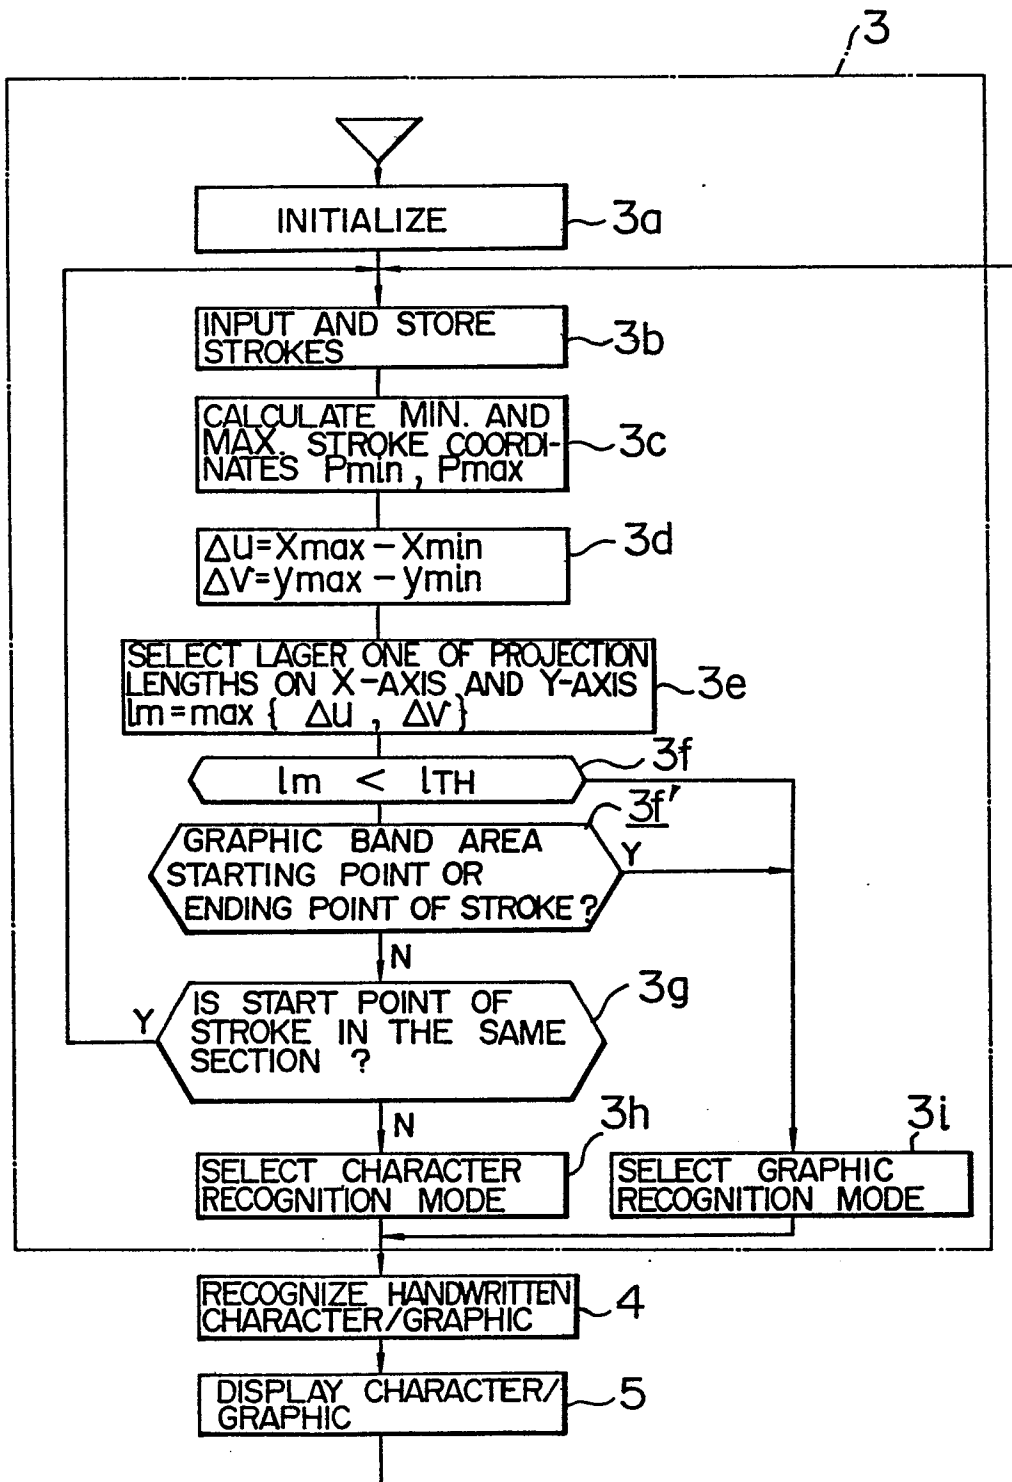 3
INITIALIZE
3a
INPUT AND STORE
STROKES
3b
CALCULATE MIN. AND
MAX. STROKE COORDI-
NATES Pmin, Pmax
3c
Δu=Xmax-Xmin
Δv=ymax-ymin
3d
SELECT LAGER ONE OF PROJECTION
LENGTHS ON X-AXIS AND Y-AXIS
lm=max { Δu , Δv }
3e
lm < lTH
3f
3f'
GRAPHIC BAND AREA
STARTING POINT OR
ENDING POINT OF STROKE?
Y
N
IS START POINT OF
STROKE IN THE SAME
SECTION ?
3g
Y
N
SELECT CHARACTER
RECOGNITION MODE
3h
SELECT GRAPHIC
RECOGNITION MODE
3i
RECOGNIZE HANDWRITTEN
CHARACTER/GRAPHIC
4
DISPLAY CHARACTER/
GRAPHIC
5